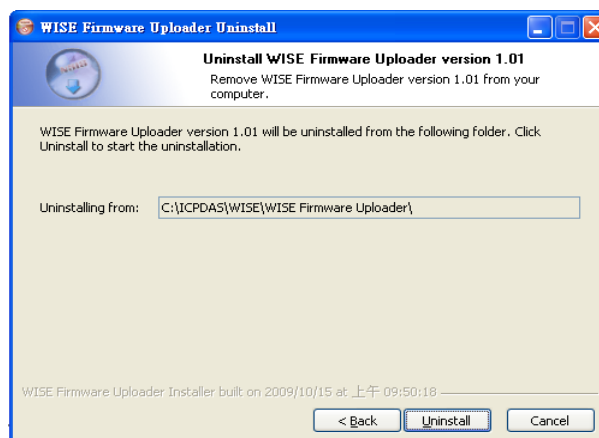 WISE Firmware Uploader Uninstall
Uninstall WISE Firmware Uploader version 1.01
Remove WISE Firmware Uploader version 1.01 from your
computer.
WISE Firmware Uploader version 1.01 will be uninstalled from the following folder. Click
Uninstall to start the uninstallation.
Uninstalling from: C:\ICPDAS\WISE\WISE Firmware Uploader\
WISE Firmware Uploader Installer built on 2009/10/15 at 上午 09:50:18
< Back Uninstall Cancel